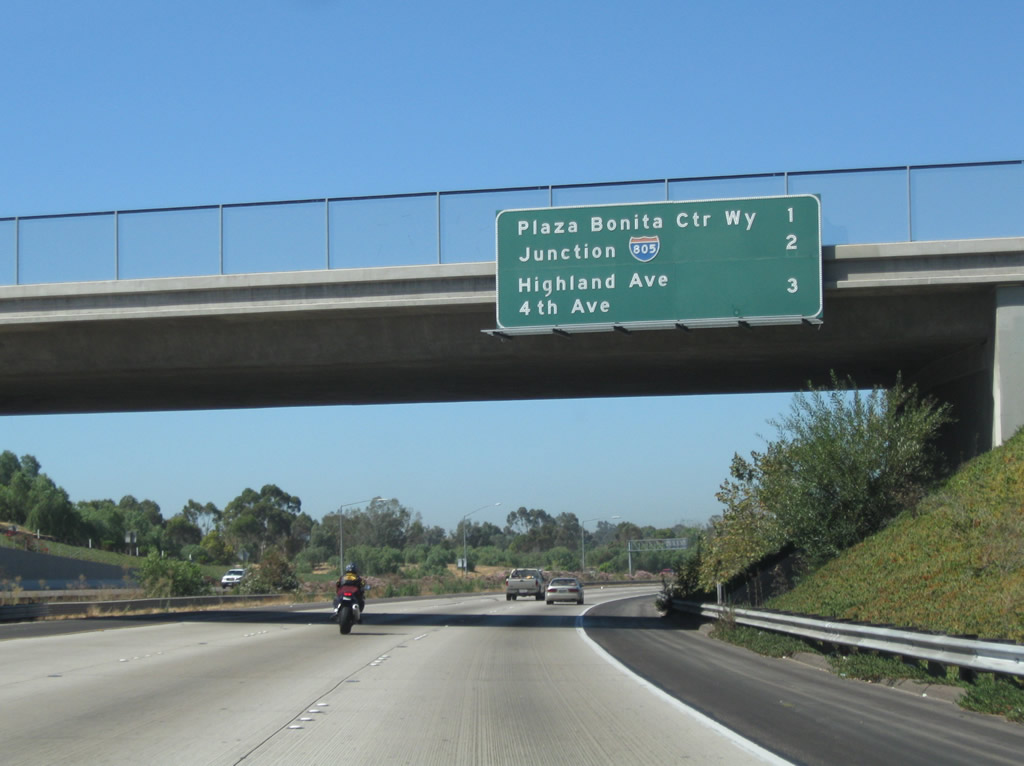 Plaza Bonita Ctr Wy 1
Junction 805 2
Highland Ave 3
4th Ave